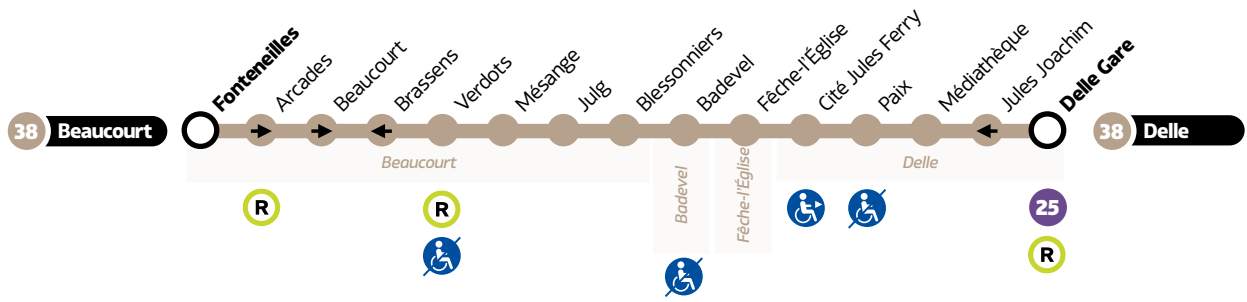 38 Beaucourt
Fonteneilles
Arcades
Beaucourt
Brassens
Verdots
Mésange
Julg
Blessonniers
Badevel
Fêche-l'Église
Cité Jules Ferry
Paix
Médiathèque
Jules Joachim
Delle Gare
38 Delle
Beaucourt
Badevel
Fêche-l'Église
Delle
R
R
25
R